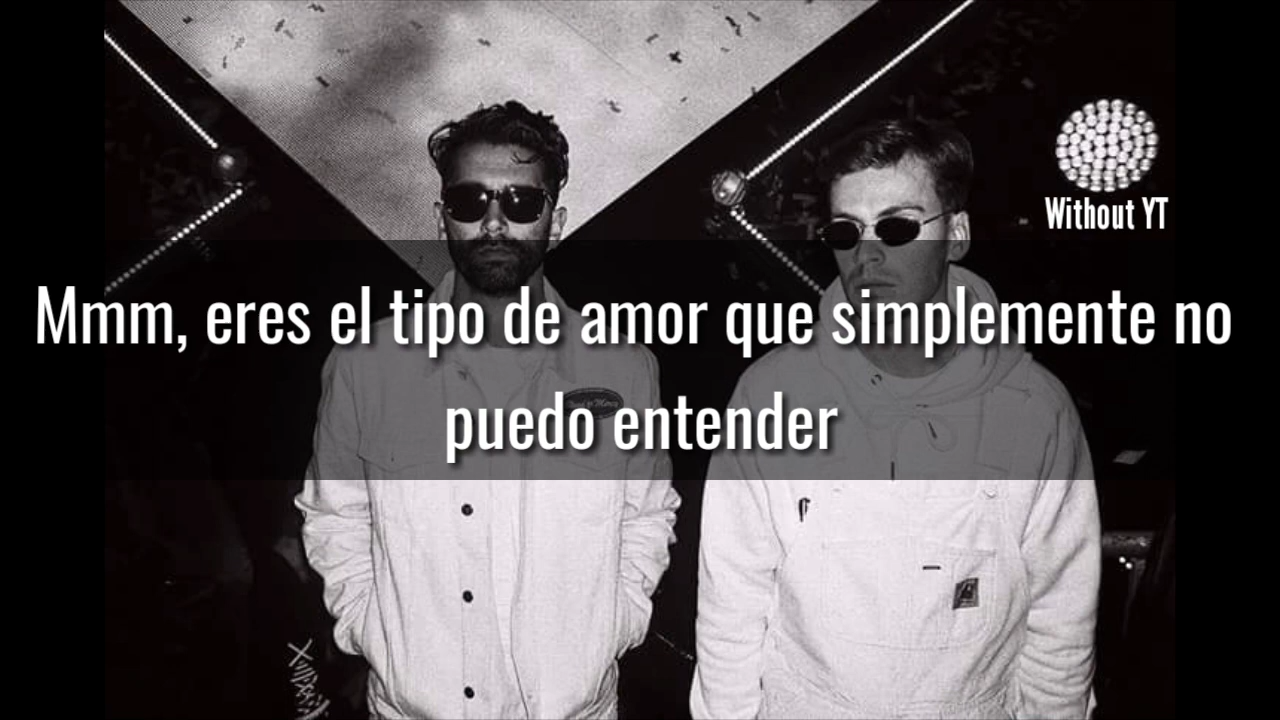 Without YT
Mmm, eres el tipo de amor que simplemente no
puedo entender